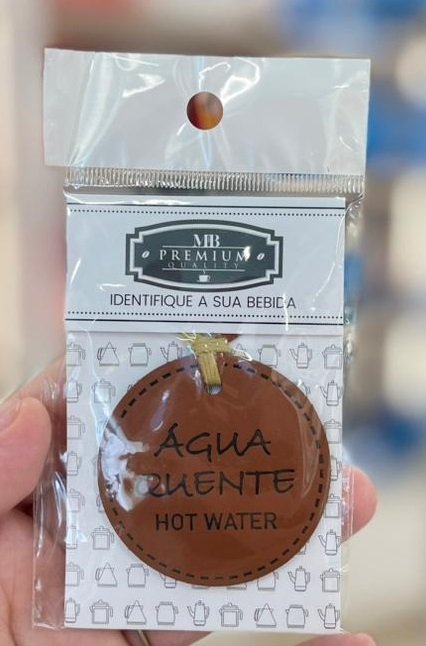 MB
PREMIUM
QUALITY
IDENTIFIQUE A SUA BEBIDA
ÁGUA
QUENTE
HOT WATER